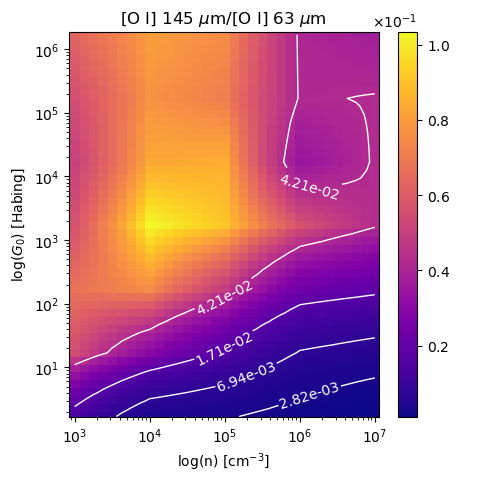 [O I] 145 μm/[O I] 63 μm
×10⁻¹
log(G₀) [Habing]
10⁶
10⁵
10⁴
10³
10²
10¹
4.21e-02
4.21e-02
1.71e-02
6.94e-03
2.82e-03
1.0
0.8
0.6
0.4
0.2
10³ 10⁴ 10⁵ 10⁶ 10⁷
log(n) [cm⁻³]